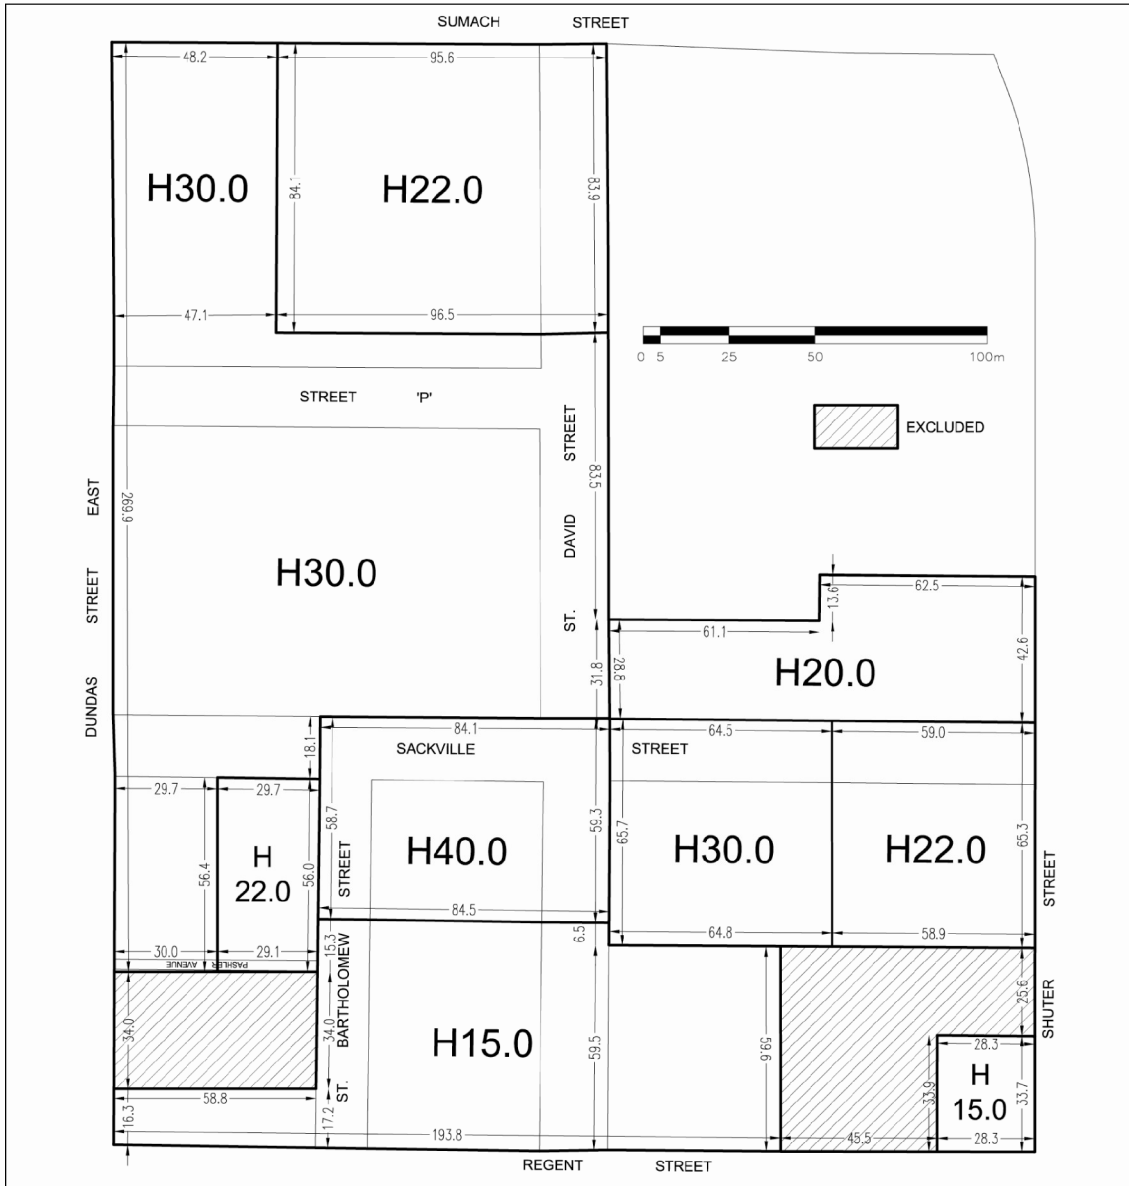 SUMACH STREET
48.2 95.6
H30.0 H22.0
84.1
83.9
47.1 96.5
0 5 25 50 100m
STREET 'P'
EXCLUDED
DUNDAS STREET EAST
269.9
ST. DAVID STREET
83.5
H30.0
62.5
13.6
61.1
42.6
31.8
28.8
H20.0
84.1 64.5 59.0
18.1
SACKVILLE STREET
29.7 29.7
58.7
59.3
65.7
65.3
H
22.0
H40.0 H30.0 H22.0
56.4
56.0
84.5 64.8 58.9
30.0 29.1
15.3
6.5
PASHLER
AVENUE
ST. BARTHOLOMEW STREET
34.0
34.0
H15.0
59.5
59.6
25.6
SHUTER STREET
28.3
H
15.0
33.9
33.7
58.8
16.3
17.2
193.8 45.5 28.3
REGENT STREET